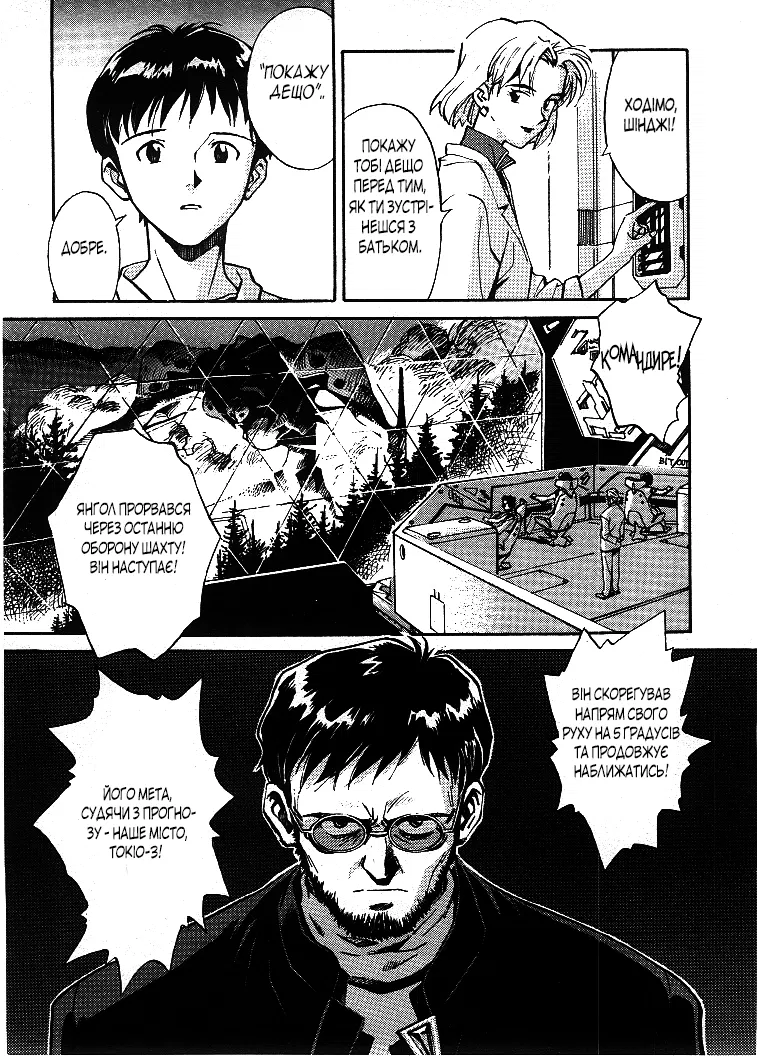 ХОДІМО,
ШІНДЖІ!
ПОКАЖУ
ТОБІ ДЕЩО
ПЕРЕД ТИМ,
ЯК ТИ ЗУСТРІ-
НЕШСЯ З
БАТЬКОМ.
"ПОКАЖУ
ДЕЩО"..
ДОБРЕ.
КОМАНДИРЕ!
ЯНГОЛ ПРОРВАВСЯ
ЧЕРЕЗ ОСТАННЮ
ОБОРОНУ ШАХТУ!
ВІН НАСТУПАЄ!
ВІН СКОРЕГУВАВ
НАПРЯМ СВОГО
РУХУ НА 5 ГРАДУСІВ
ТА ПРОДОВЖУЄ
НАБЛИЖАТИСЬ!
ЙОГО МЕТА,
СУДЯЧИ З ПРОГНО-
ЗУ - НАШЕ МІСТО,
ТОКІО-3!